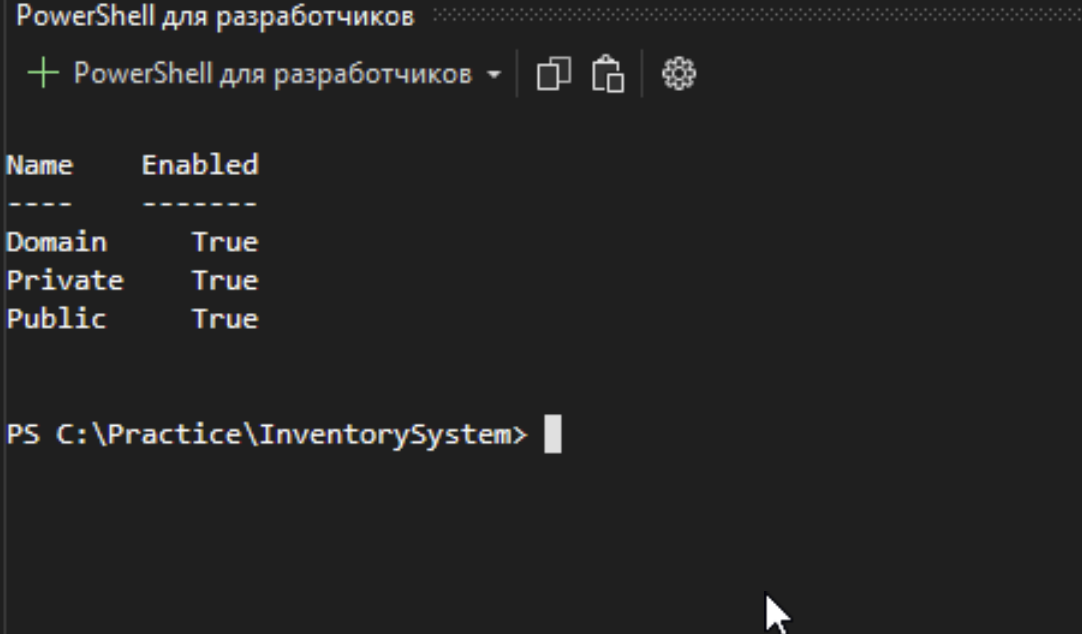 PowerShell для разработчиков
PowerShell для разработчиков
Name    Enabled
----    -------
Domain     True
Private    True
Public     True
PS C:\Practice\InventorySystem>